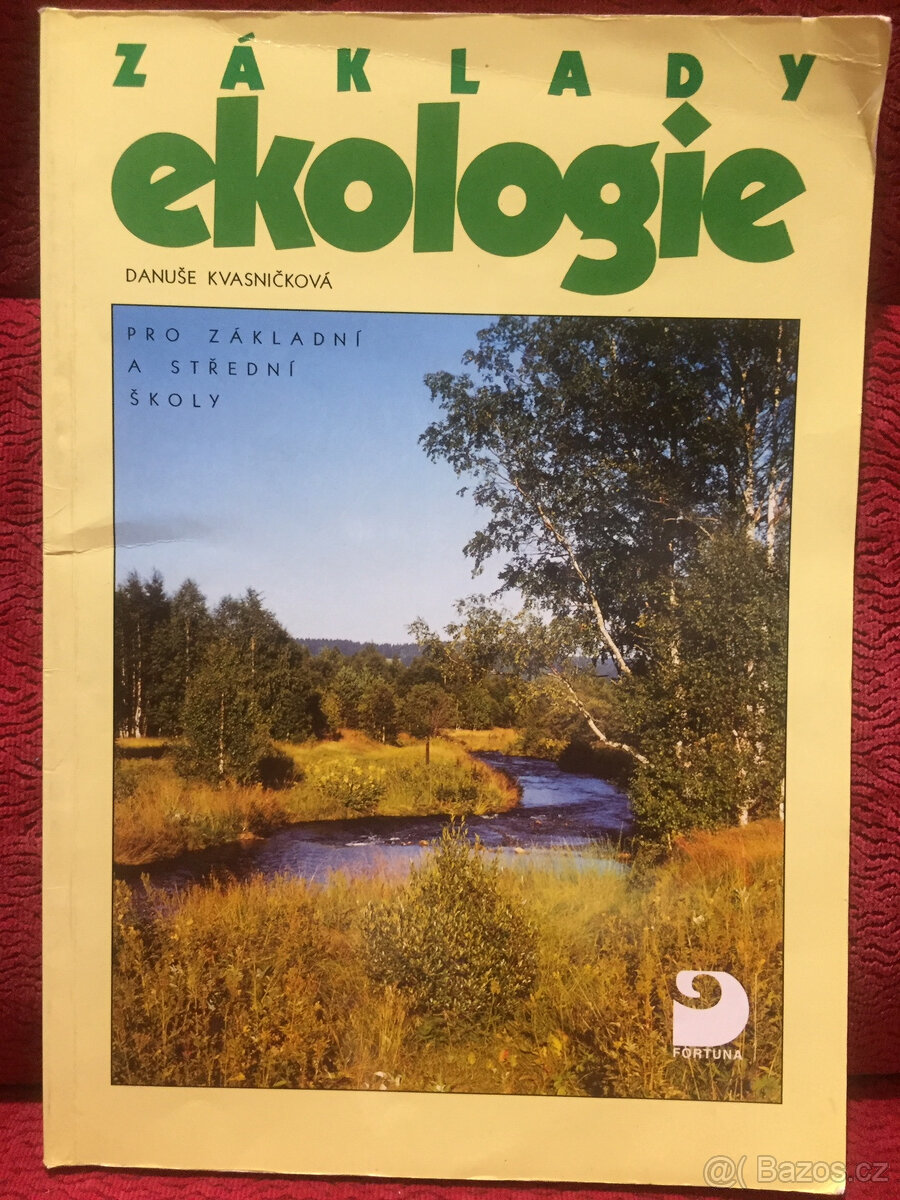 ZÁKLADY
ekologie
DANUŠE KVASNIČKOVÁ
PRO ZÁKLADNÍ
A STŘEDNÍ
ŠKOLY
FORTUNA
@( Bazos.cz